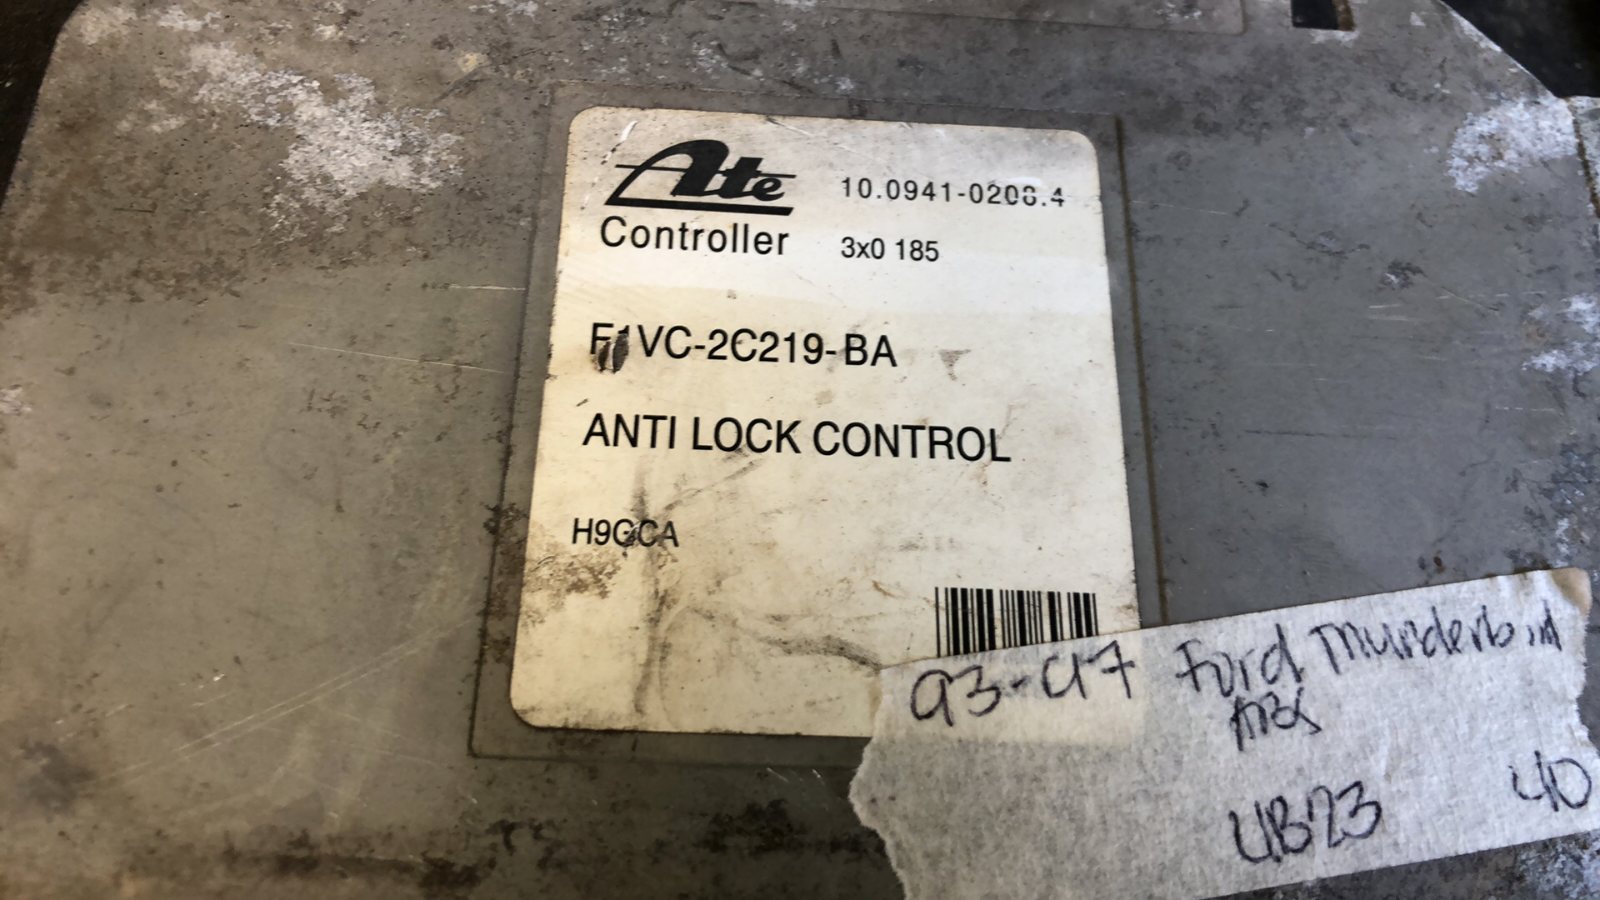 Ate
10.0941-0208.4
Controller
3x0 185
F1VC-2C219-BA
ANTI LOCK CONTROL
H9GCA
93-97 Ford Thunderbird
ABS
UB23
40